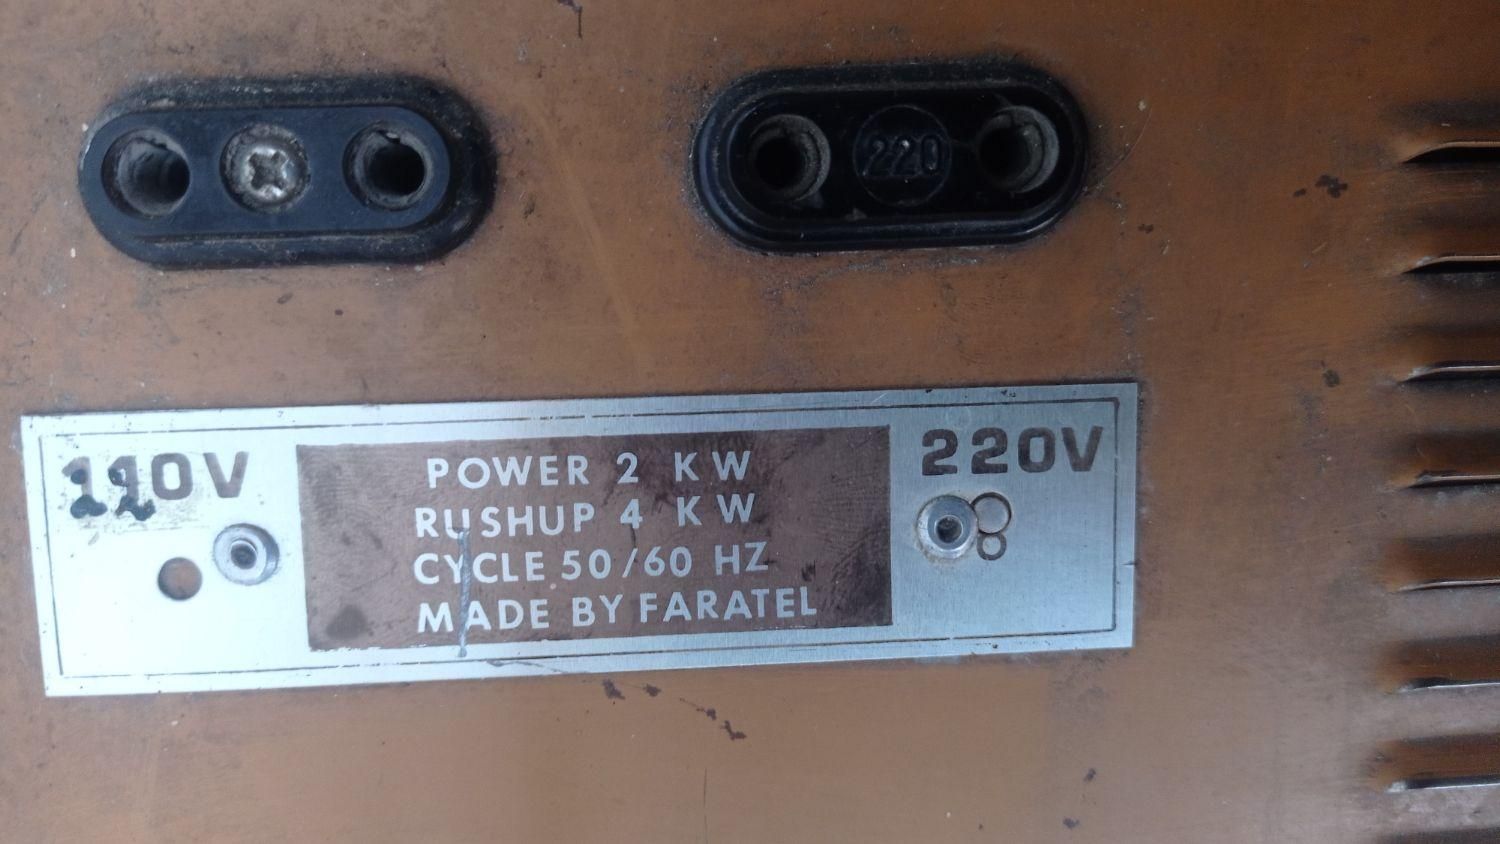 220
110V
POWER 2 KW
RUSHUP 4 KW
CYCLE 50/60 HZ
MADE BY FARATEL
220V